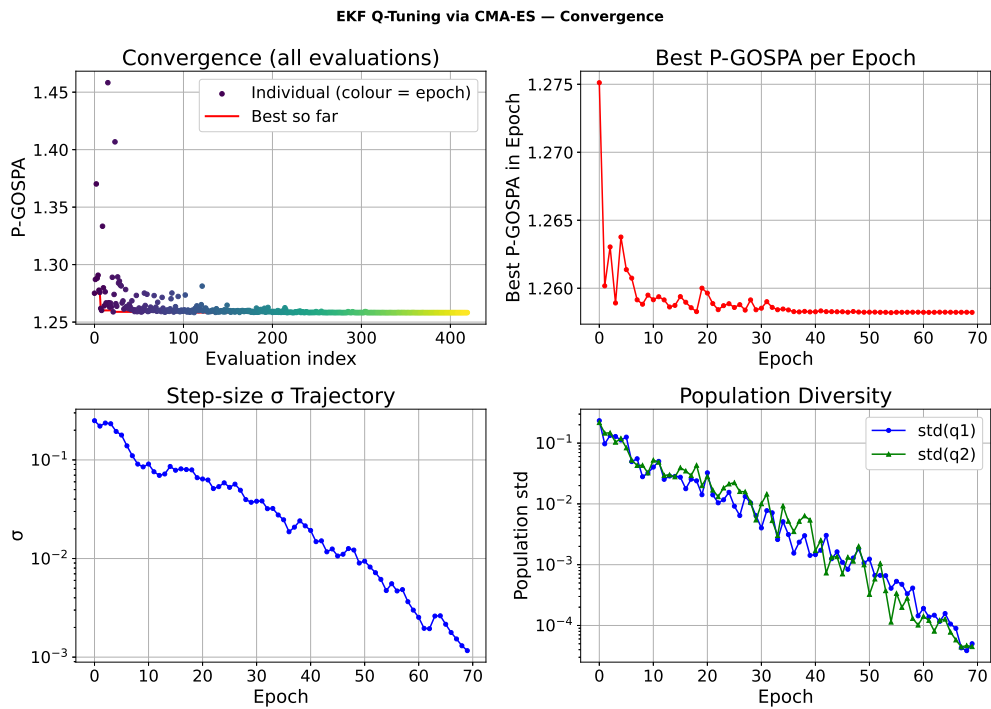 EKF Q-Tuning via CMA-ES — Convergence
Convergence (all evaluations)
P-GOSPA
1.45
1.40
1.35
1.30
1.25
Individual (colour = epoch)
Best so far
0 100 200 300 400
Evaluation index
Best P-GOSPA per Epoch
Best P-GOSPA in Epoch
1.275
1.270
1.265
1.260
0 10 20 30 40 50 60 70
Epoch
Step-size σ Trajectory
σ
10⁻¹
10⁻²
10⁻³
0 10 20 30 40 50 60 70
Epoch
Population Diversity
Population std
10⁻¹
10⁻²
10⁻³
10⁻⁴
std(q1)
std(q2)
0 10 20 30 40 50 60 70
Epoch